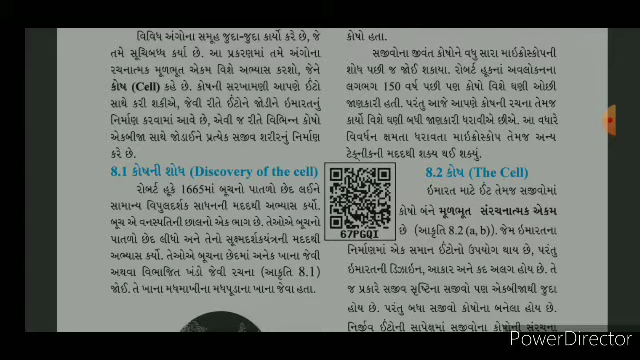 વિવિધ અંગોના સમૂહ જુદા-જુદા કાર્યો કરે છે, જે
તમે સૂચિબદ્ધ કર્યા છે. આ પ્રકરણમાં તમે અંગોના
રચનાત્મક મૂળભૂત એકમ વિશે અભ્યાસ કરશો, જેને
કોષ (Cell) કહે છે. કોષની સરખામણી આપણે ઈંટો
સાથે કરી શકીએ, જેવી રીતે ઈંટોને જોડીને ઇમારતનું
નિર્માણ કરવામાં આવે છે, એવી જ રીતે વિભિન્ન કોષો
એકબીજા સાથે જોડાઈને પ્રત્યેક સજીવ શરીરનું નિર્માણ
કરે છે.
8.1 કોષની શોધ (Discovery of the cell)
રોબર્ટ હૂકે 1665માં બૂચનો પાતળો છેદ લઈને
સામાન્ય વિપુલદર્શક સાધનની મદદથી અભ્યાસ કર્યો.
બૂચ એ વનસ્પતિની છાલનો એક ભાગ છે. તેઓએ બૂચનો
પાતળો છેદ લીધો અને તેનો સૂક્ષ્મદર્શકયંત્રની મદદથી
અભ્યાસ કર્યો. તેઓએ બૂચના છેદમાં અનેક ખાના જેવી
અથવા વિભાજિત ખંડો જેવી રચના (આકૃતિ 8.1)
જોઈ. તે ખાના મધમાખીના મધપૂડાના ખાના જેવા હતા.
કોષો હતા.
સજીવોના જીવંત કોષોને વધુ સારા માઇક્રોસ્કોપની
શોધ પછી જ જોઈ શકાયા. રોબર્ટ હૂકનાં અવલોકનના
લગભગ 150 વર્ષ પછી પણ કોષ વિશે ઘણી ઓછી
જાણકારી હતી. પરંતુ આજે આપણે કોષની રચના તેમજ
કાર્યો વિશે ઘણી બધી જાણકારી ધરાવીએ છીએ. આ વધારે
વિવર્ધન ક્ષમતા ધરાવતા માઇક્રોસ્કોપ તેમજ અન્ય
ટેક્નૂીકની મદદથી શક્ય થઈ શક્યું.
8.2 કોષ (The Cell)
ઇમારત માટે ઈંટ તેમજ સજીવોમાં
કોષો બંને મૂળભૂત સંરચનાત્મક એકમ
છે (આકૃતિ 8.2 (a, b). જેમ ઇમારતના
નિર્માણમાં એક સમાન ઈંટોનો ઉપયોગ થાય છે, પરંતુ
ઇમારતની ડિઝાઇન, આકાર અને કદ અલગ હોય છે. તે
જ પ્રકારે સજીવ સૃષ્ટિના સજીવો પણ એકબીજાથી જુદા
હોય છે. પરંતુ બધા સજીવો કોષોના બનેલા હોય છે.
નિર્જીવ ઈંટોની સાપેક્ષમાં સજીવોના કોષોની સંરચના
67PGQI
PowerDirector